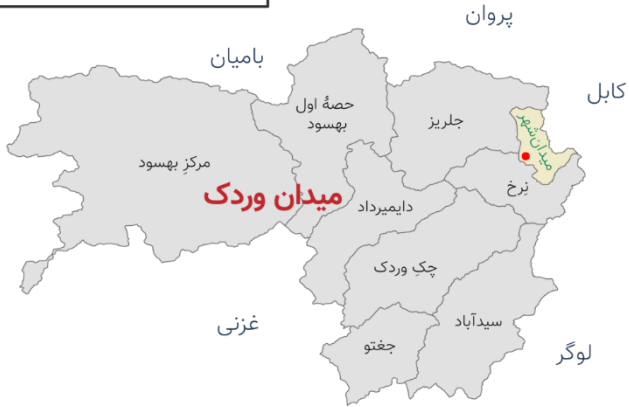 پروان
بامیان
کابل
حصهٔ اول
بهسود
جلریز
میدان‌شهر
مرکزِ بهسود
نِرخ
میدان وردک
دایمیرداد
چکِ وردک
غزنی
سیدآباد
جغتو
لوگر